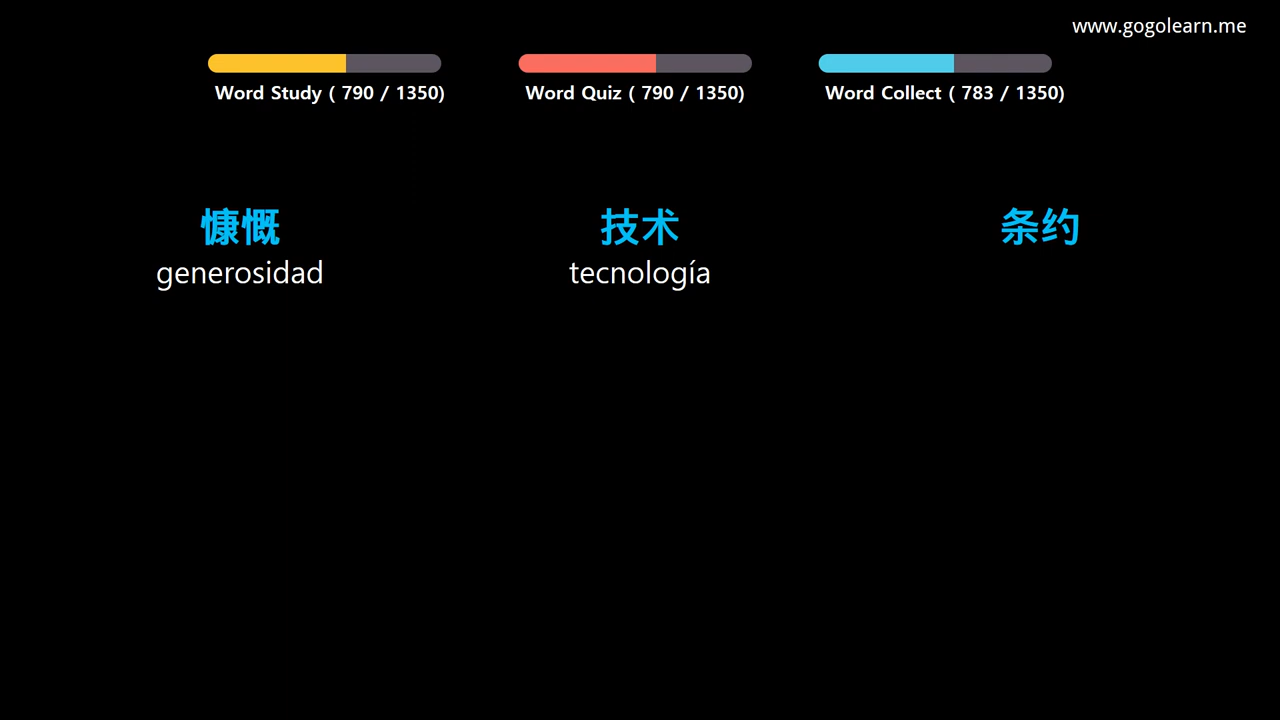 www.gogolearn.me
Word Study ( 790 / 1350)
Word Quiz ( 790 / 1350)
Word Collect ( 783 / 1350)
慷慨
generosidad
技术
tecnología
条约